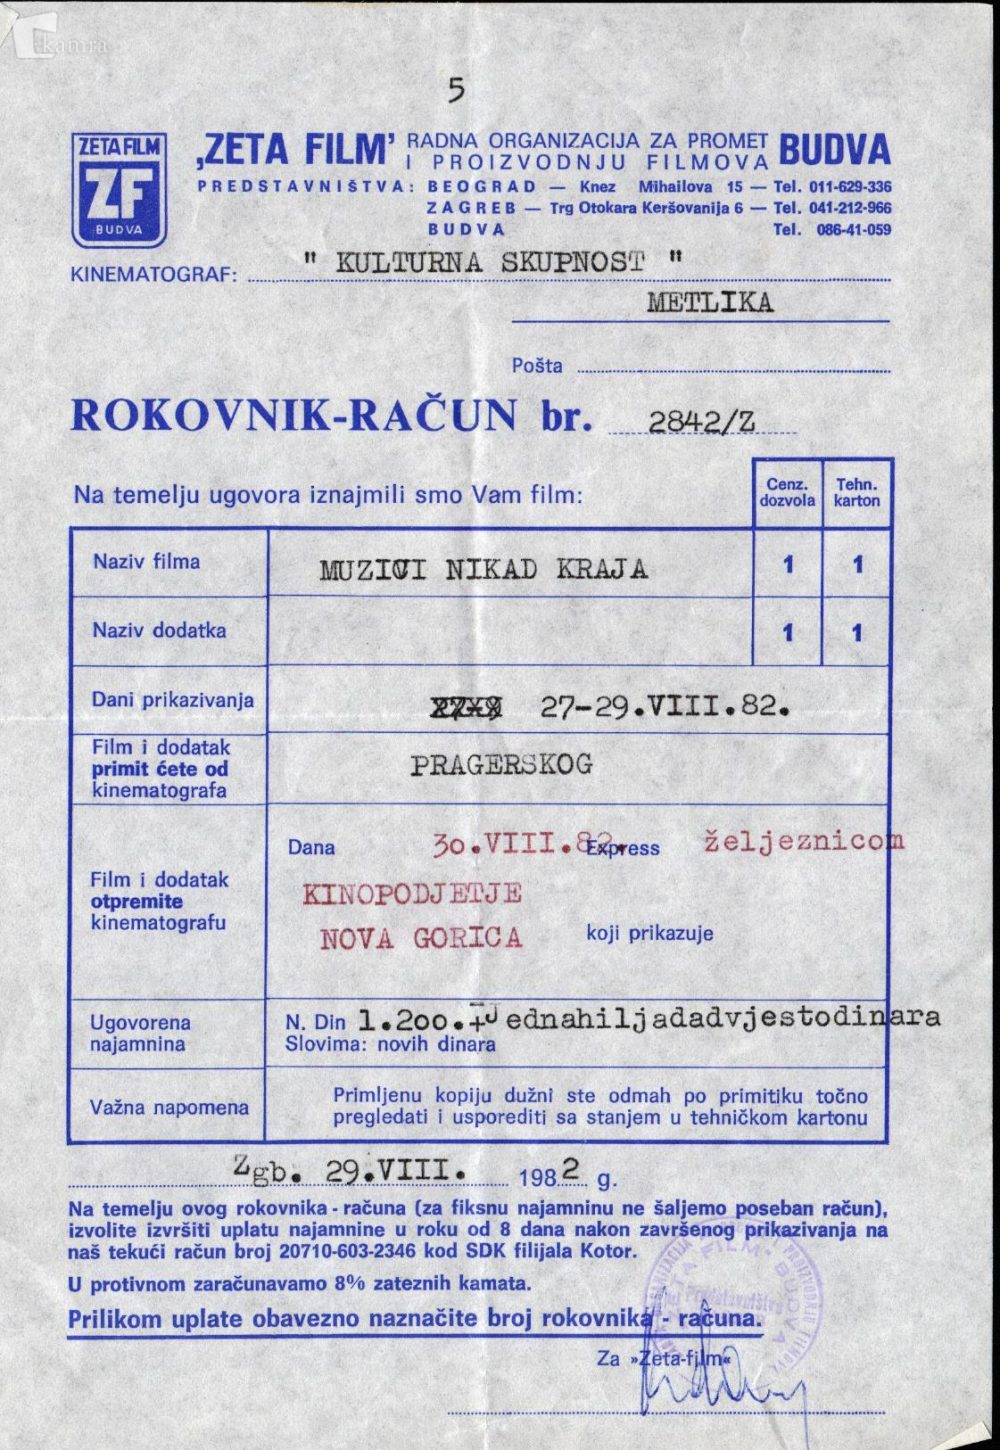 kamra
5
ZETA FILM
ZF
BUDVA
‚ZETA FILM’ RADNA ORGANIZACIJA ZA PROMET I PROIZVODNJU FILMOVA BUDVA
PREDSTAVNIŠTVA: BEOGRAD — Knez Mihailova 15 — Tel. 011-629-336
ZAGREB — Trg Otokara Keršovanija 6 — Tel. 041-212-966
BUDVA Tel. 086-41-059
KINEMATOGRAF: " KULTURNA SKUPNOST "
METLIKA
Pošta
ROKOVNIK-RAČUN br. 2842/Z
Na temelju ugovora iznajmili smo Vam film:
Cenz. dozvola
Tehn. karton
Naziv filma MUZICI NIKAD KRAJA 1 1
Naziv dodatka 1 1
Dani prikazivanja 27-29.VIII.82.
Film i dodatak
primit ćete od
kinematografa
PRAGERSKOG
Film i dodatak
otpremite
kinematografu
Dana 30.VIII.82. Express željeznicom
KINOPODJETJE
NOVA GORICA koji prikazuje
Ugovorena
najamnina
N. Din 1.200.+Jednahiljadadvjestodinara
Slovima: novih dinara
Važna napomena
Primljenu kopiju dužni ste odmah po primitiku točno
pregledati i usporediti sa stanjem u tehničkom kartonu
Zgb. 29.VIII. 1982 g.
Na temelju ovog rokovnika - računa (za fiksnu najamninu ne šaljemo poseban račun),
izvolite izvršiti uplatu najamnine u roku od 8 dana nakon završenog prikazivanja na
naš tekući račun broj 20710-603-2346 kod SDK filijala Kotor.
U protivnom zaračunavamo 8% zateznih kamata.
Prilikom uplate obavezno naznačite broj rokovnika - računa.
Za »Zeta-film«